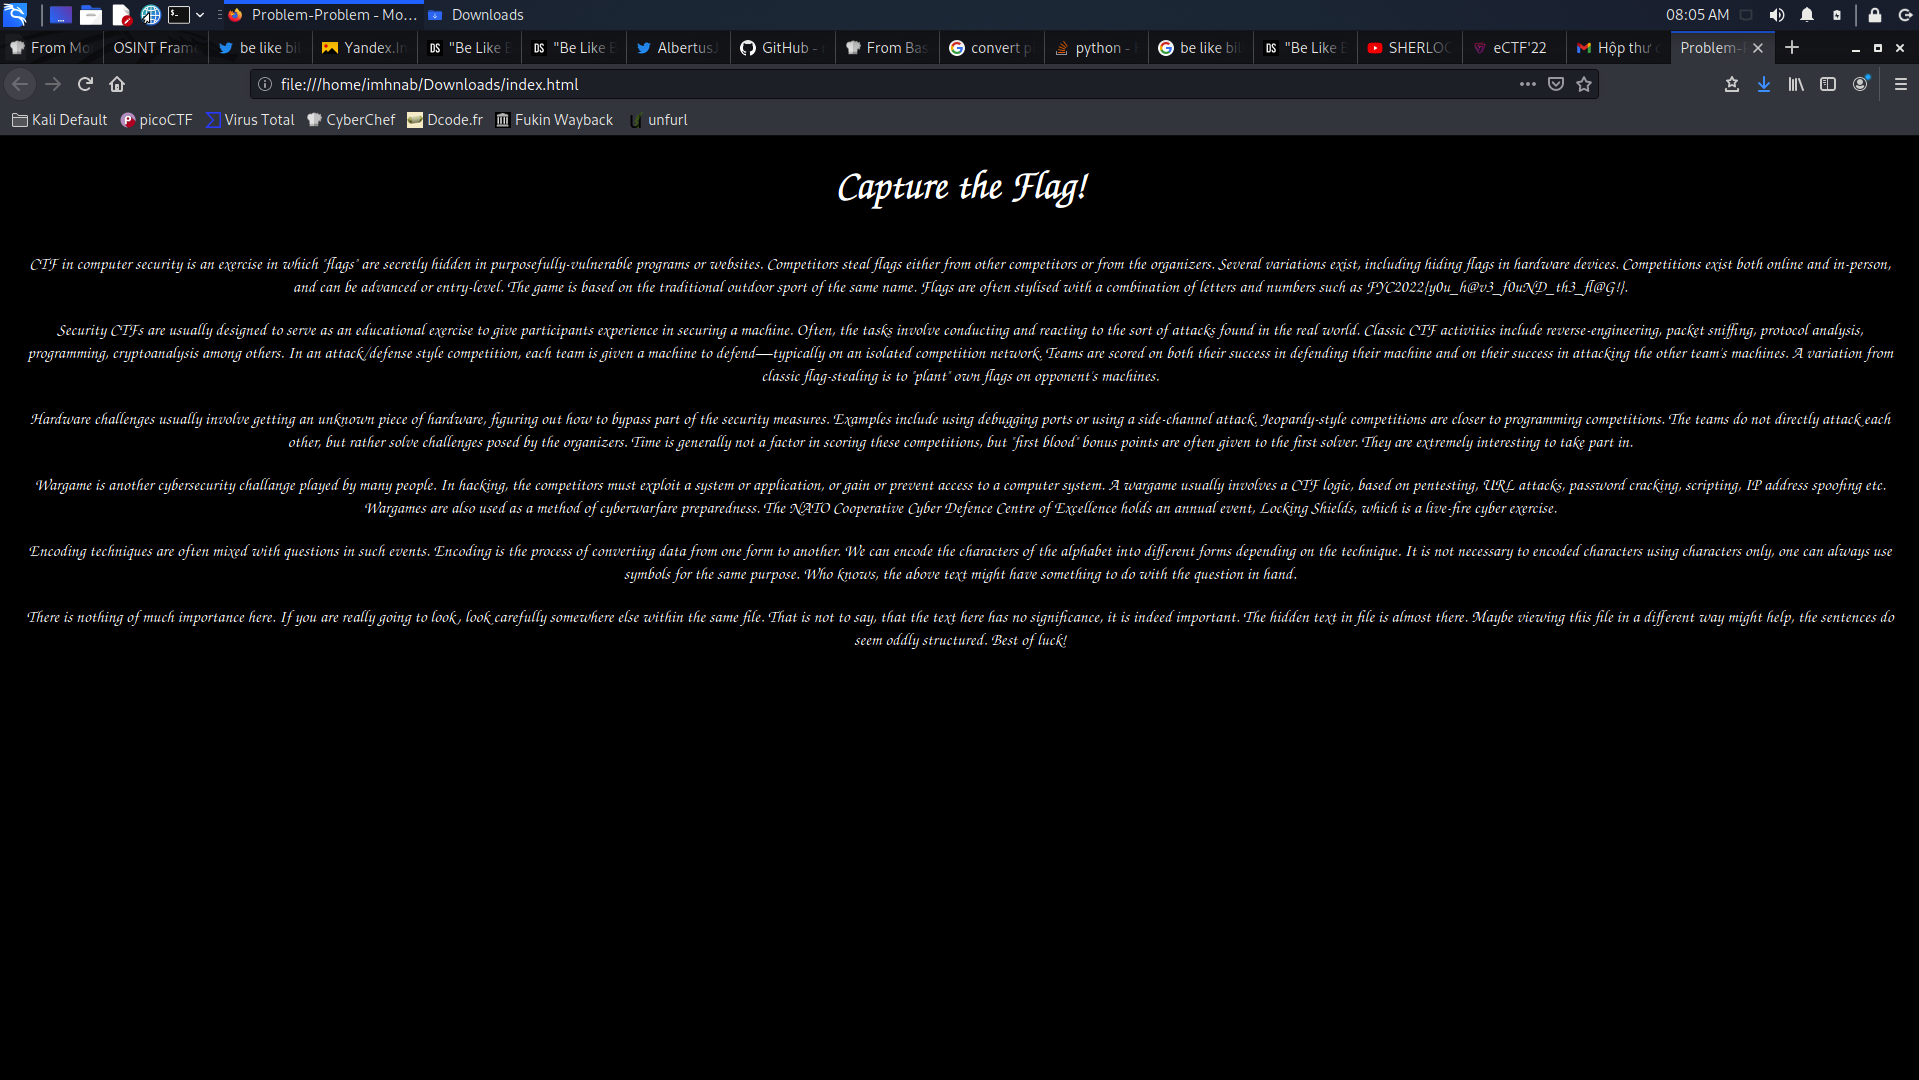 Problem-Problem - Mo... Downloads 08:05 AM
From Mo OSINT Fram be like bi Yandex.I "Be Like "Be Like Albertus GitHub - From Bas convert p python - be like bi "Be Like SHERLOC eCTF'22 Hộp thư Problem-
file:///home/imhnab/Downloads/index.html
Kali Default picoCTF Virus Total CyberChef Dcode.fr Fukin Wayback unfurl
Capture the Flag!
CTF in computer security is an exercise in which "flags" are secretly hidden in purposefully-vulnerable programs or websites. Competitors steal flags either from other competitors or from the organizers. Several variations exist, including hiding flags in hardware devices. Competitions exist both online and in-person,
and can be advanced or entry-level. The game is based on the traditional outdoor sport of the same name. Flags are often stylised with a combination of letters and numbers such as FYC2022{y0u_h@v3_f0uND_th3_fl@G!}.
Security CTFs are usually designed to serve as an educational exercise to give participants experience in securing a machine. Often, the tasks involve conducting and reacting to the sort of attacks found in the real world. Classic CTF activities include reverse-engineering, packet sniffing, protocol analysis,
programming, cryptoanalysis among others. In an attack/defense style competition, each team is given a machine to defend—typically on an isolated competition network. Teams are scored on both their success in defending their machine and on their success in attacking the other team's machines. A variation from
classic flag-stealing is to "plant" own flags on opponent's machines.
Hardware challenges usually involve getting an unknown piece of hardware, figuring out how to bypass part of the security measures. Examples include using debugging ports or using a side-channel attack. Jeopardy-style competitions are closer to programming competitions. The teams do not directly attack each
other, but rather solve challenges posed by the organizers. Time is generally not a factor in scoring these competitions, but "first blood" bonus points are often given to the first solver. They are extremely interesting to take part in.
Wargame is another cybersecurity challange played by many people. In hacking, the competitors must exploit a system or application, or gain or prevent access to a computer system. A wargame usually involves a CTF logic, based on pentesting, URL attacks, password cracking, scripting, IP address spoofing etc.
Wargames are also used as a method of cyberwarfare preparedness. The NATO Cooperative Cyber Defence Centre of Excellence holds an annual event, Locking Shields, which is a live-fire cyber exercise.
Encoding techniques are often mixed with questions in such events. Encoding is the process of converting data from one form to another. We can encode the characters of the alphabet into different forms depending on the technique. It is not necessary to encoded characters using characters only, one can always use
symbols for the same purpose. Who knows, the above text might have something to do with the question in hand.
There is nothing of much importance here. If you are really going to look , look carefully somewhere else within the same file. That is not to say, that the text here has no significance, it is indeed important. The hidden text in file is almost there. Maybe viewing this file in a different way might help, the sentences do
seem oddly structured. Best of luck!